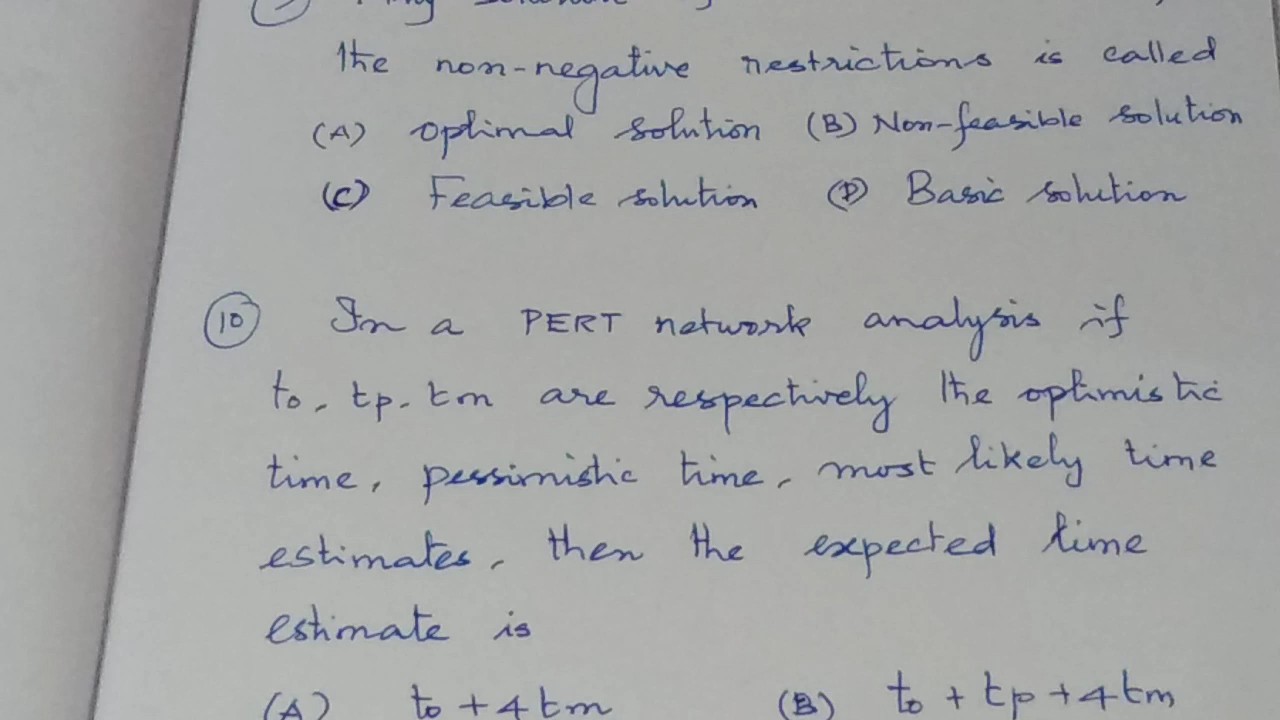 the non-negative restrictions is called
(A) optimal solution (B) Non-feasible solution
(C) Feasible solution (D) Basic solution
(10) In a PERT network analysis if
to, tp, tm are respectively the optimistic
time, pessimistic time, most likely time
estimates, then the expected time
estimate is
(A) to + 4tm (B) to + tp + 4tm